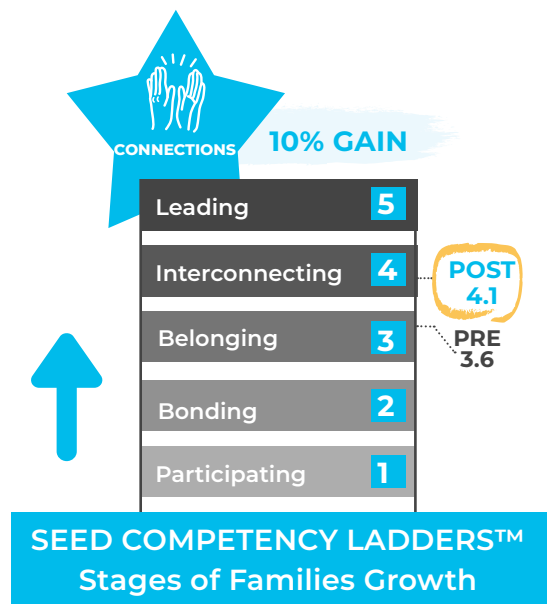 CONNECTIONS
10% GAIN
Leading 5
Interconnecting 4
POST
4.1
Belonging 3
PRE
3.6
Bonding 2
Participating 1
SEED COMPETENCY LADDERS™
Stages of Families Growth